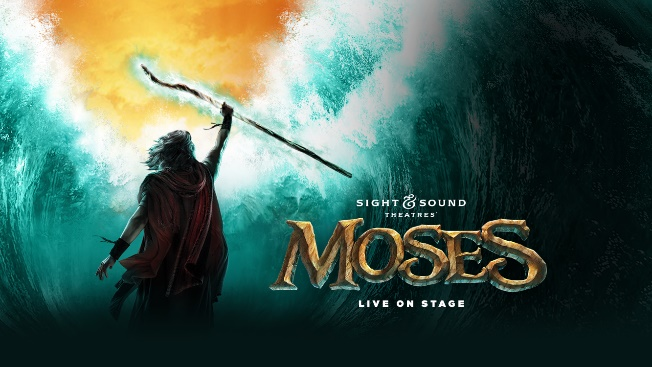 SIGHT & SOUND
THEATRES®
MOSES
LIVE ON STAGE